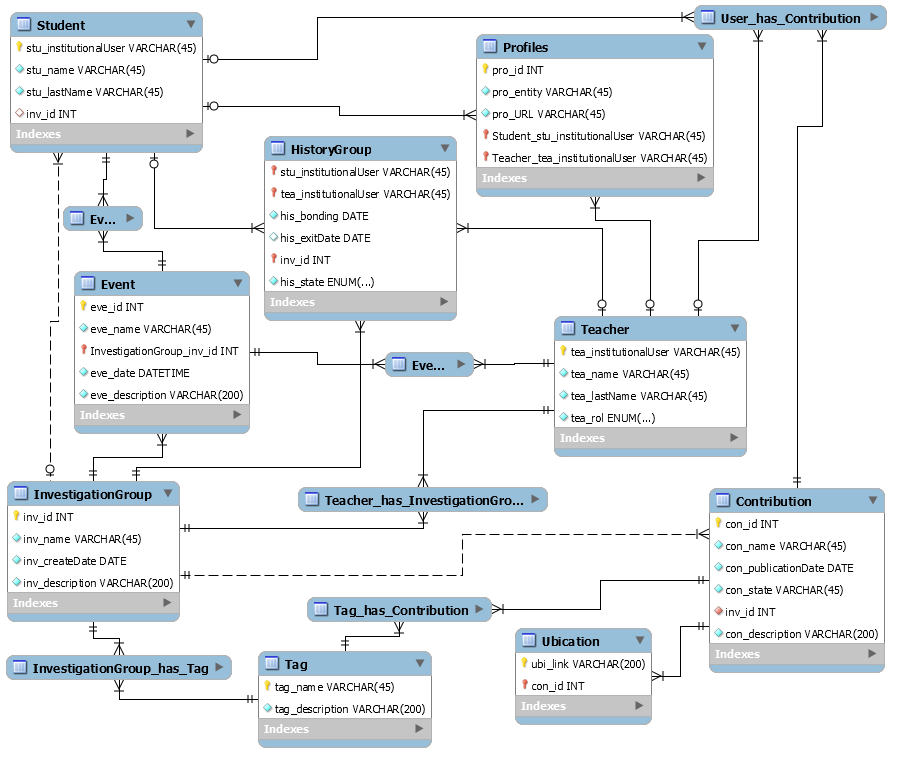 Student
stu_institutionalUser VARCHAR(45)
stu_name VARCHAR(45)
stu_lastName VARCHAR(45)
inv_id INT
Indexes
User_has_Contribution
Profiles
pro_id INT
pro_entity VARCHAR(45)
pro_URL VARCHAR(45)
Student_stu_institutionalUser VARCHAR(45)
Teacher_tea_institutionalUser VARCHAR(45)
Indexes
HistoryGroup
stu_institutionalUser VARCHAR(45)
tea_institutionalUser VARCHAR(45)
his_bonding DATE
his_exitDate DATE
inv_id INT
his_state ENUM(...)
Indexes
Ev...
Event
eve_id INT
eve_name VARCHAR(45)
InvestigationGroup_inv_id INT
eve_date DATETIME
eve_description VARCHAR(200)
Indexes
Eve...
Teacher
tea_institutionalUser VARCHAR(45)
tea_name VARCHAR(45)
tea_lastName VARCHAR(45)
tea_rol ENUM(...)
Indexes
InvestigationGroup
inv_id INT
inv_name VARCHAR(45)
inv_createDate DATE
inv_description VARCHAR(200)
Indexes
Teacher_has_InvestigationGro...
Contribution
con_id INT
con_name VARCHAR(45)
con_publicationDate DATE
con_state VARCHAR(45)
inv_id INT
con_description VARCHAR(200)
Indexes
Tag_has_Contribution
Ubication
ubi_link VARCHAR(200)
con_id INT
Indexes
InvestigationGroup_has_Tag
Tag
tag_name VARCHAR(45)
tag_description VARCHAR(200)
Indexes